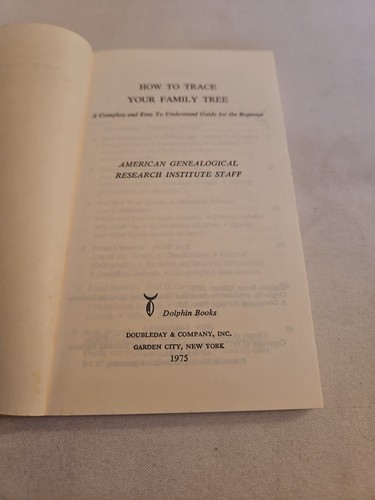 HOW TO TRACE
YOUR FAMILY TREE
A Complete and Easy To Understand Guide for the Beginner
AMERICAN GENEALOGICAL
RESEARCH INSTITUTE STAFF
Dolphin Books
DOUBLEDAY & COMPANY, INC.
GARDEN CITY, NEW YORK
1975